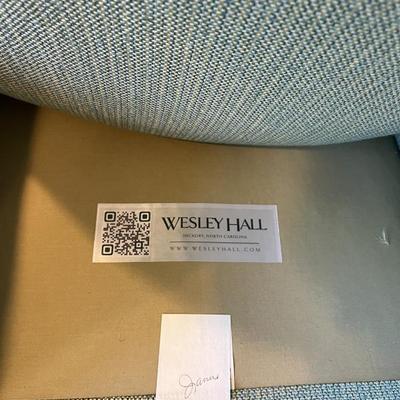 WESLEY HALL
HICKORY, NORTH CAROLINA
WWW.WESLEYHALL.COM